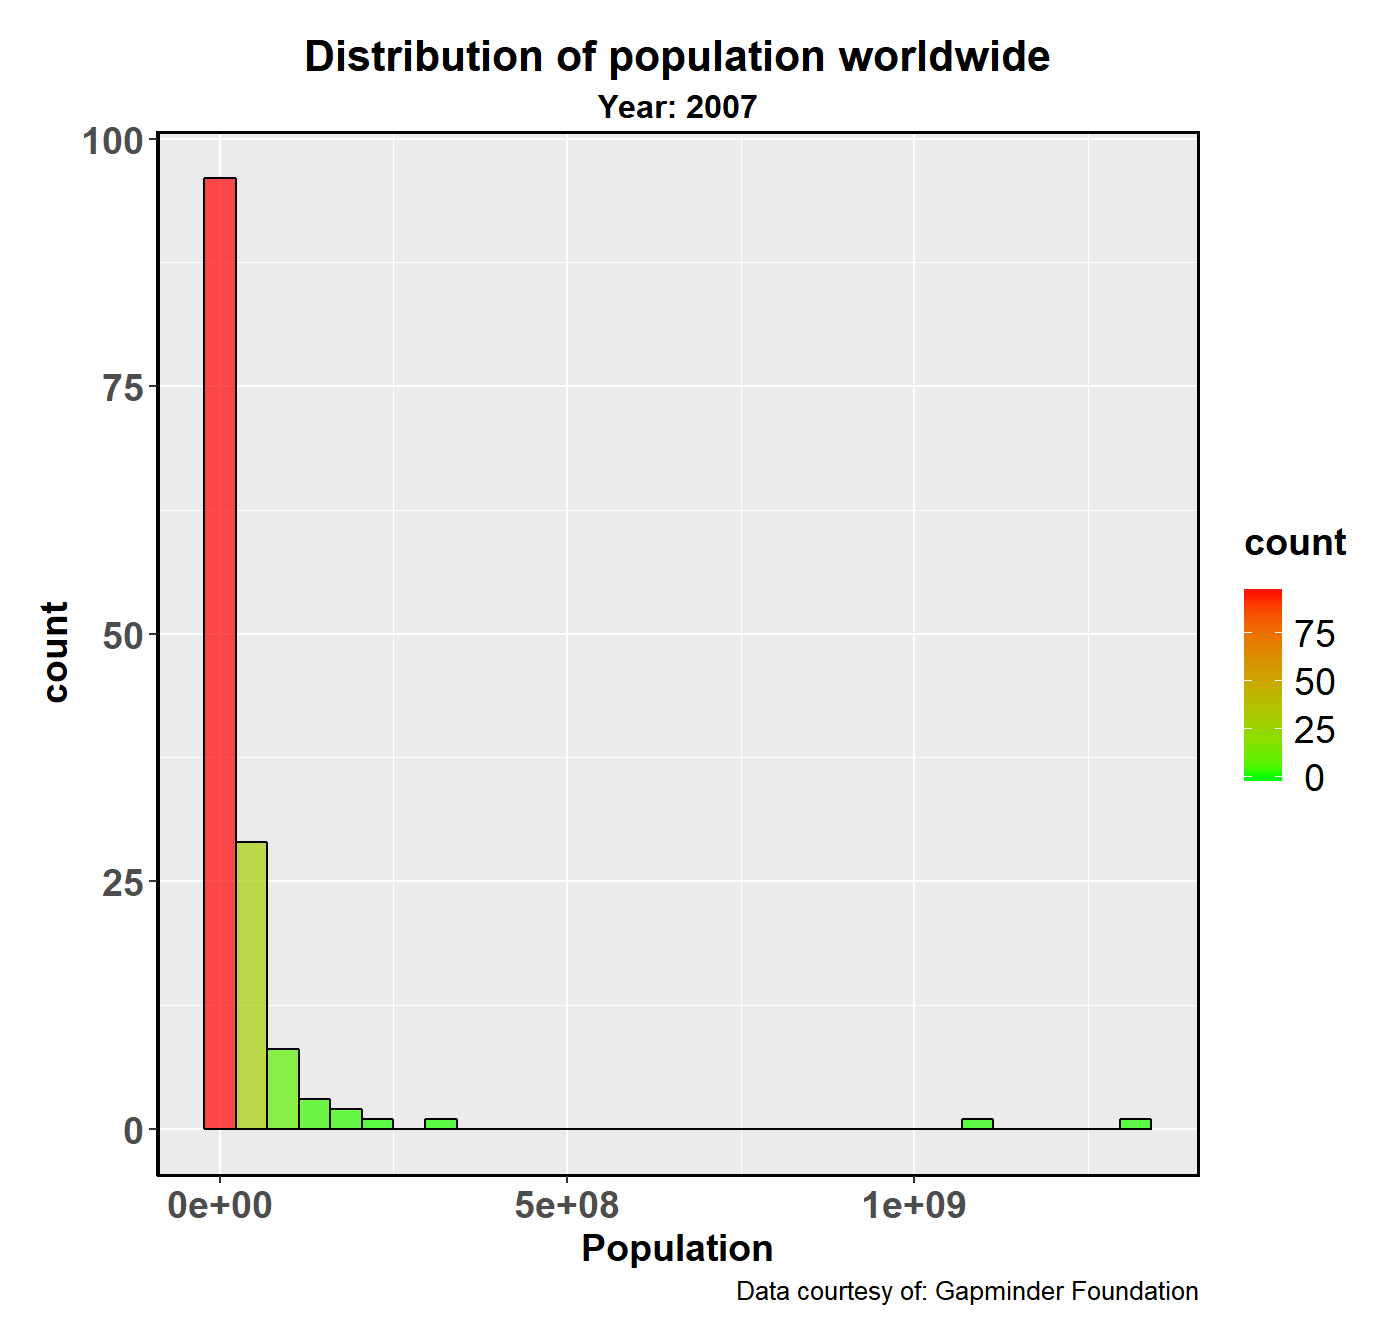 Distribution of population worldwide
Year: 2007
100
75
50
25
0
count
0e+00 5e+08 1e+09
Population
Data courtesy of: Gapminder Foundation
count
75
50
25
0